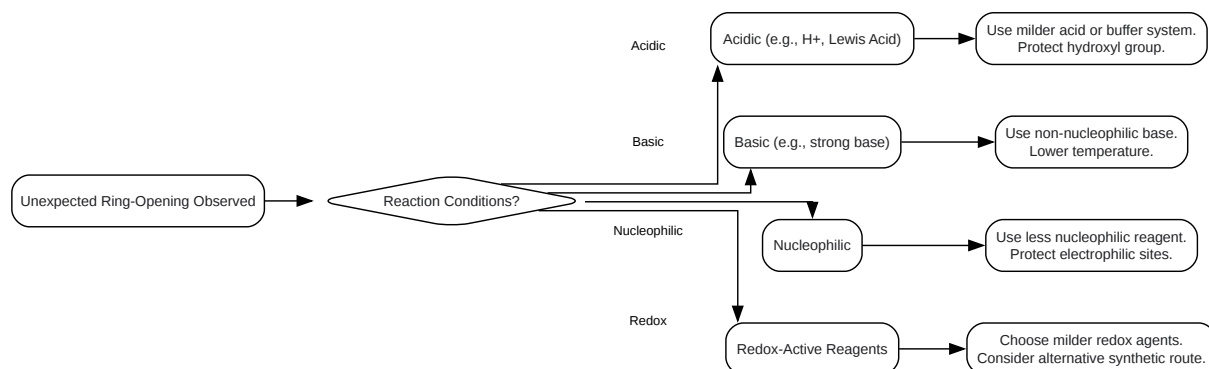 Unexpected Ring-Opening Observed
Reaction Conditions?
Acidic
Acidic (e.g., H+, Lewis Acid)
Use milder acid or buffer system.
Protect hydroxyl group.
Basic
Basic (e.g., strong base)
Use non-nucleophilic base.
Lower temperature.
Nucleophilic
Nucleophilic
Use less nucleophilic reagent.
Protect electrophilic sites.
Redox
Redox-Active Reagents
Choose milder redox agents.
Consider alternative synthetic route.